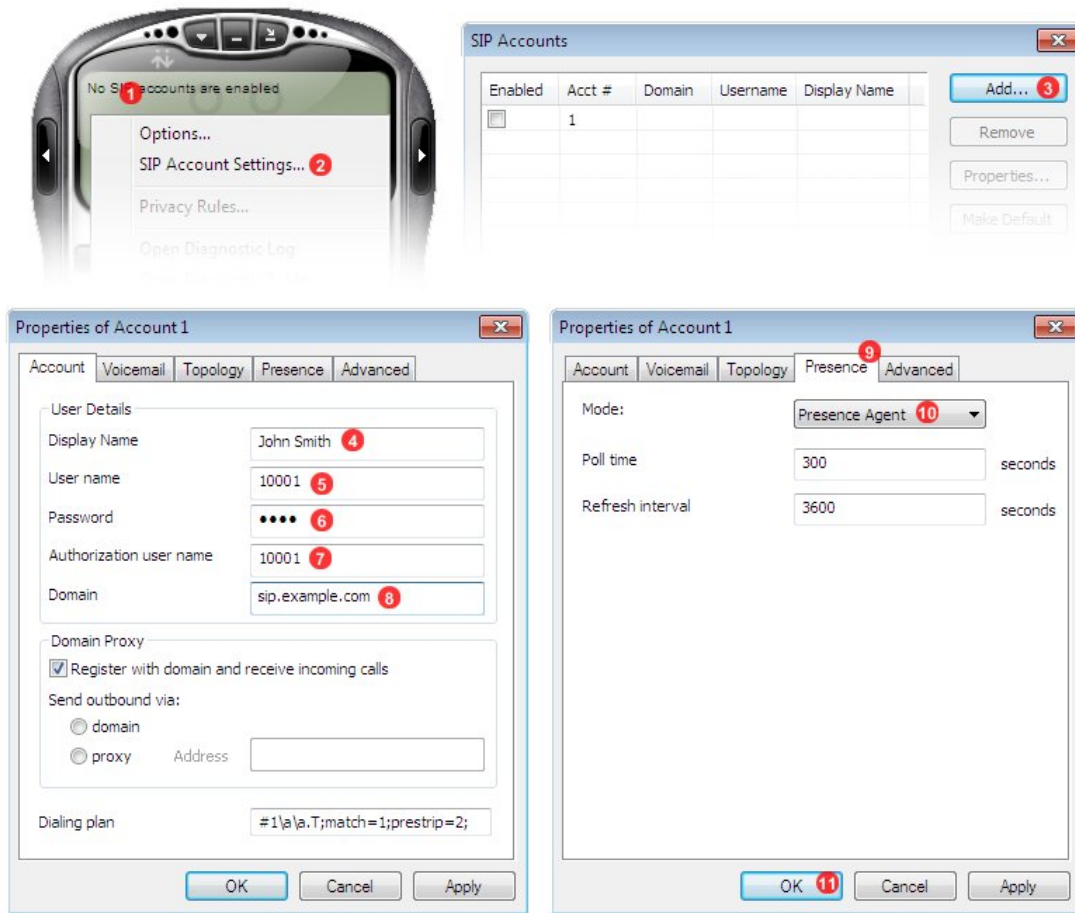 No SIP accounts are enabled
1
Options...
SIP Account Settings... 2
Privacy Rules...
Open Diagnostic Log
SIP Accounts
Enabled Acct # Domain Username Display Name
1
Add... 3
Remove
Properties...
Make Default
Properties of Account 1
Account Voicemail Topology Presence Advanced
User Details
Display Name John Smith 4
User name 10001 5
Password •••• 6
Authorization user name 10001 7
Domain sip.example.com 8
Domain Proxy
Register with domain and receive incoming calls
Send outbound via:
domain
proxy Address
Dialing plan #1\a\a.T;match=1;prestrip=2;
OK Cancel Apply
Properties of Account 1
9
Account Voicemail Topology Presence Advanced
Mode: Presence Agent 10
Poll time 300 seconds
Refresh interval 3600 seconds
OK 11 Cancel Apply